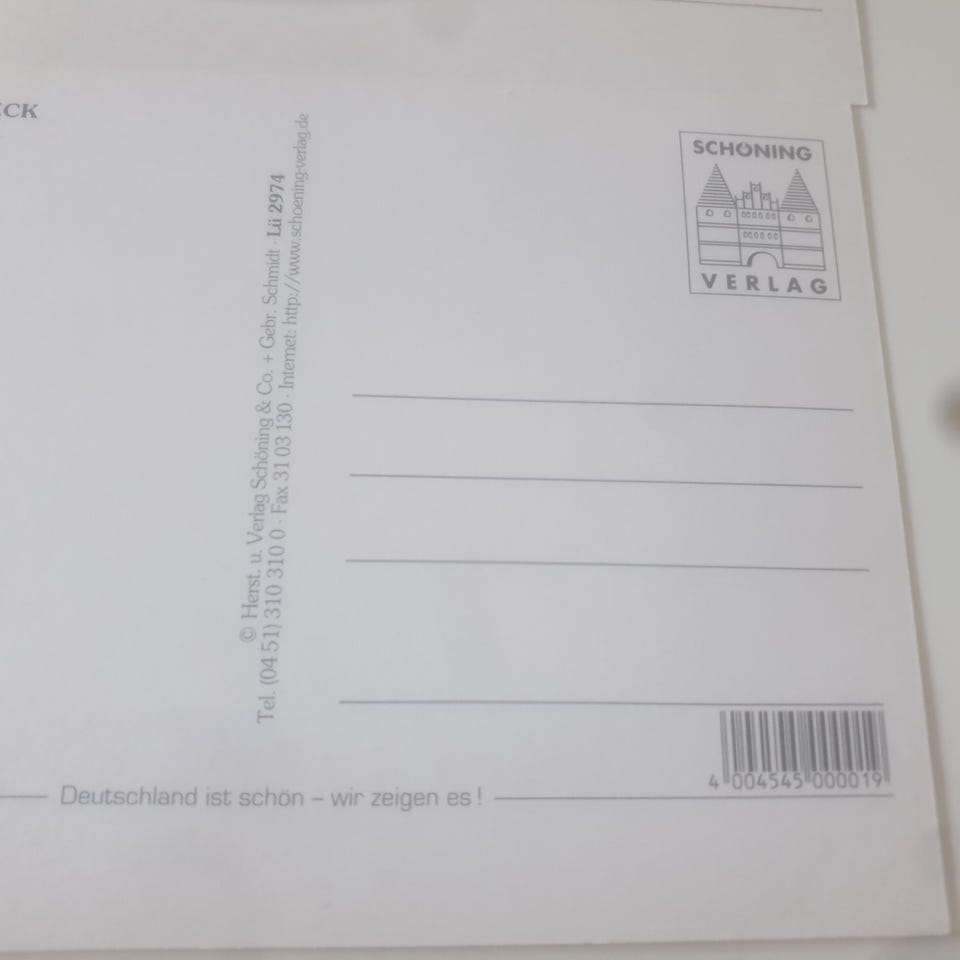 ECK
SCHÖNING
VERLAG
© Herst. u. Verlag Schöning & Co. + Gebr. Schmidt · Lü 2974
Tel. (04 51) 310 310 0 · Fax 31 03 130 · Internet: http://www.schoening-verlag.de
4 004545 000019
Deutschland ist schön – wir zeigen es !